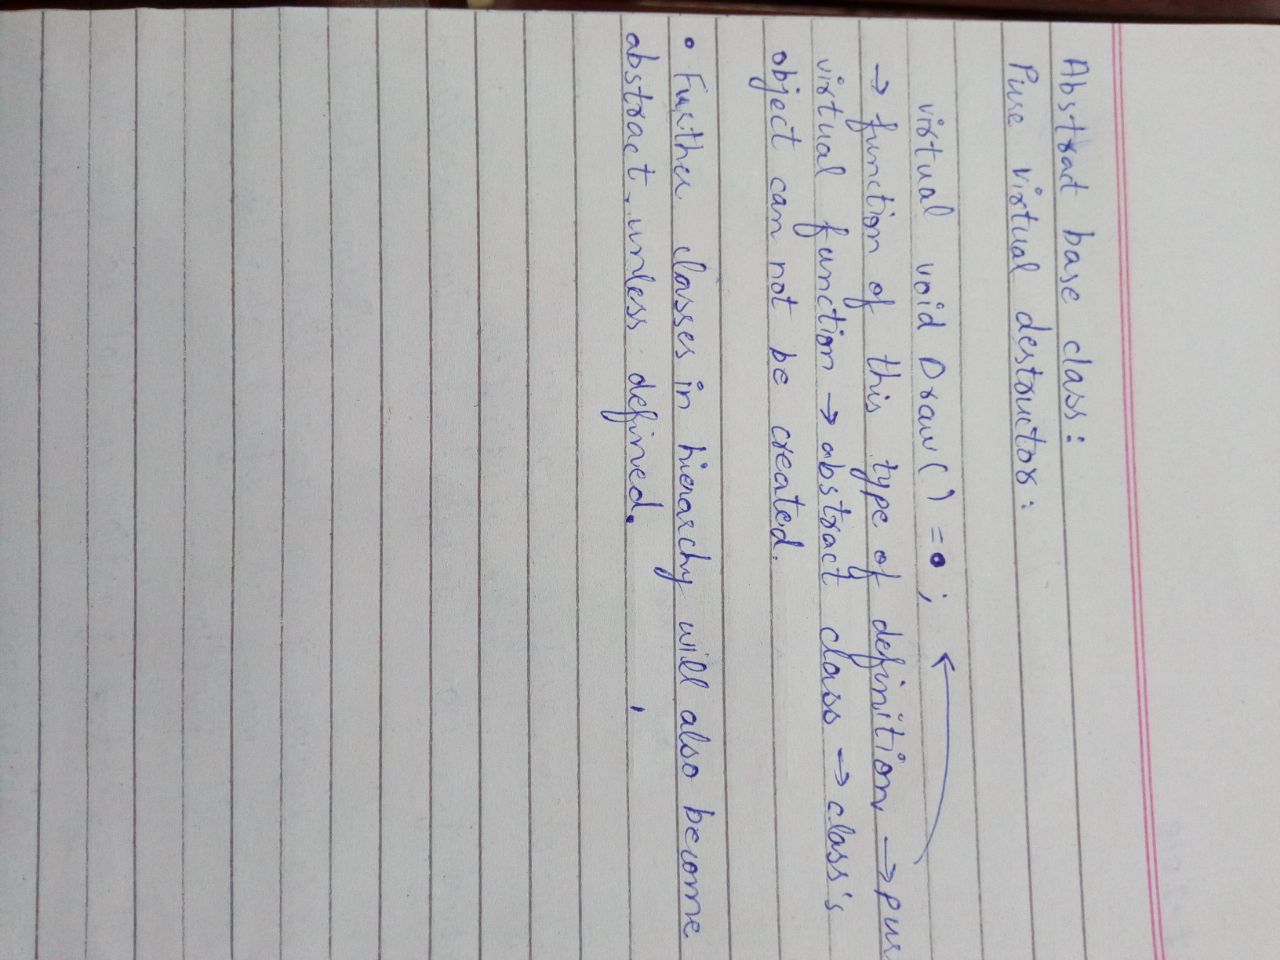 Abstract base class:
Pure virtual destructor:
virtual void Draw() = 0;
→ function of this type of definition → pure
virtual function → abstract class → class's
object can not be created.
• Further classes in hierarchy will also become
abstract, unless defined.